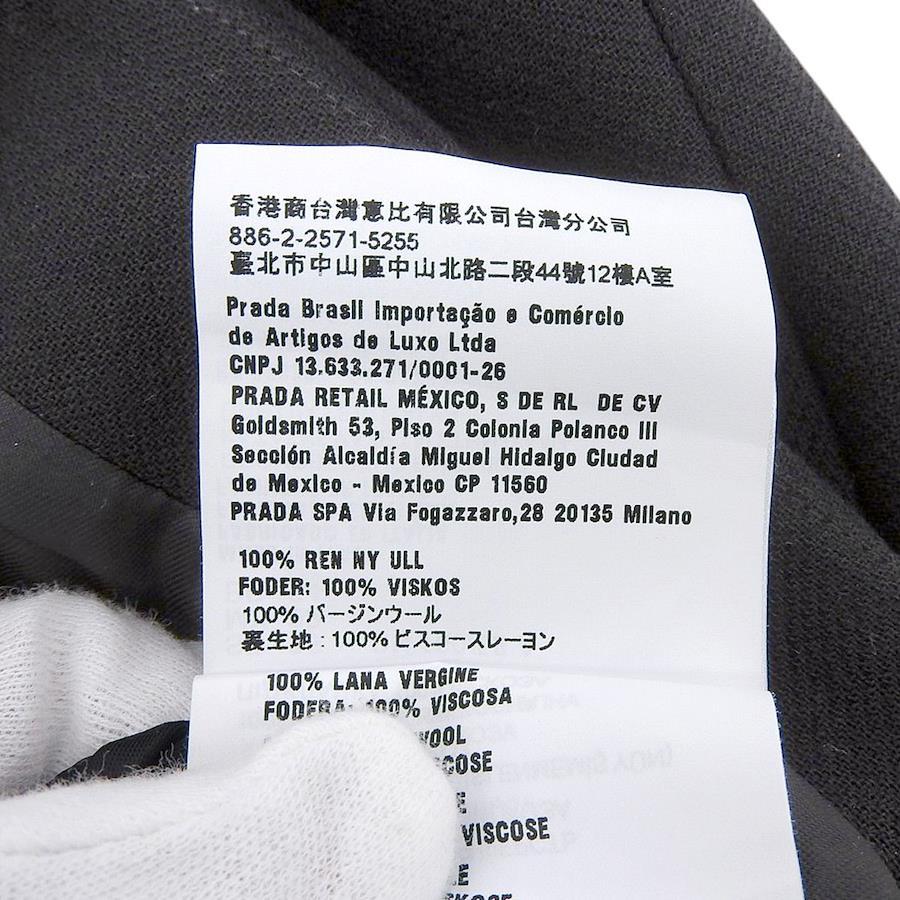 香港商台灣意比有限公司台灣分公司
886-2-2571-5255
臺北市中山區中山北路二段44號12樓A室
Prada Brasil Importação e Comércio
de Artigos de Luxo Ltda
CNPJ 13.633.271/0001-26
PRADA RETAIL MÉXICO, S DE RL DE CV
Goldsmith 53, Piso 2 Colonia Polanco III
Sección Alcaldía Miguel Hidalgo Ciudad
de Mexico - Mexico CP 11560
PRADA SPA Via Fogazzaro,28 20135 Milano
100% REN NY ULL
FODER: 100% VISKOS
100% バージンウール
裏生地 : 100% ビスコースレーヨン
100% LANA VERGINE
FODERA: 100% VISCOSA
WOOL
VISCOSE